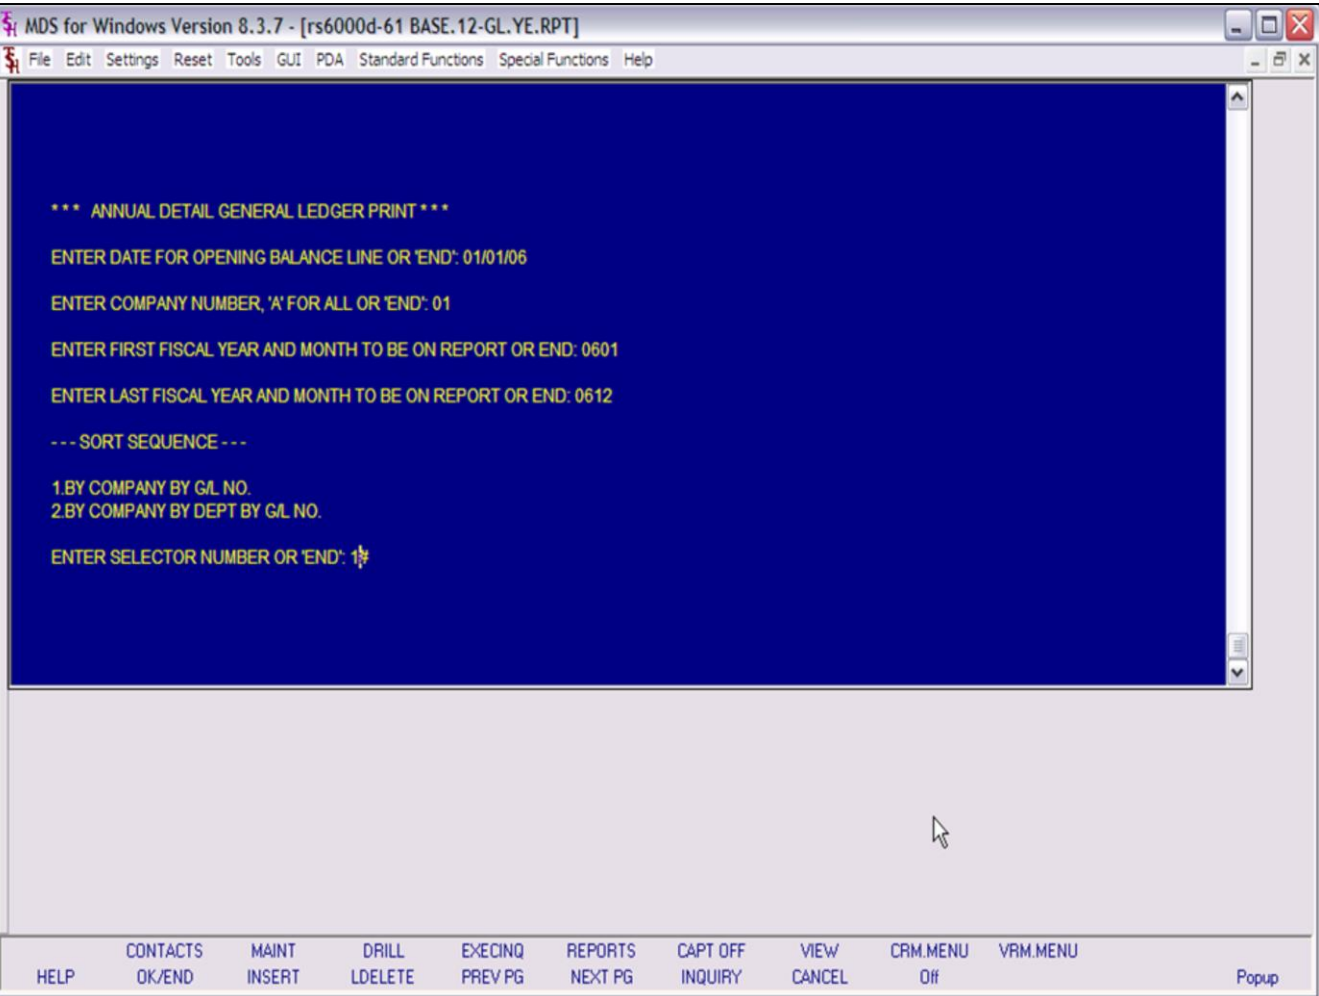 MDS for Windows Version 8.3.7 - [rs6000d-61 BASE.12-GL.YE.RPT]
File Edit Settings Reset Tools GUI PDA Standard Functions Special Functions Help
* * * ANNUAL DETAIL GENERAL LEDGER PRINT * * *
ENTER DATE FOR OPENING BALANCE LINE OR 'END': 01/01/06
ENTER COMPANY NUMBER, 'A' FOR ALL OR 'END': 01
ENTER FIRST FISCAL YEAR AND MONTH TO BE ON REPORT OR END: 0601
ENTER LAST FISCAL YEAR AND MONTH TO BE ON REPORT OR END: 0612
- - - SORT SEQUENCE - - -
1.BY COMPANY BY G/L NO.
2.BY COMPANY BY DEPT BY G/L NO.
ENTER SELECTOR NUMBER OR 'END': 1#
CONTACTS MAINT DRILL EXECINQ REPORTS CAPT OFF VIEW CRM.MENU VRM.MENU
HELP OK/END INSERT LDELETE PREV PG NEXT PG INQUIRY CANCEL Off Popup